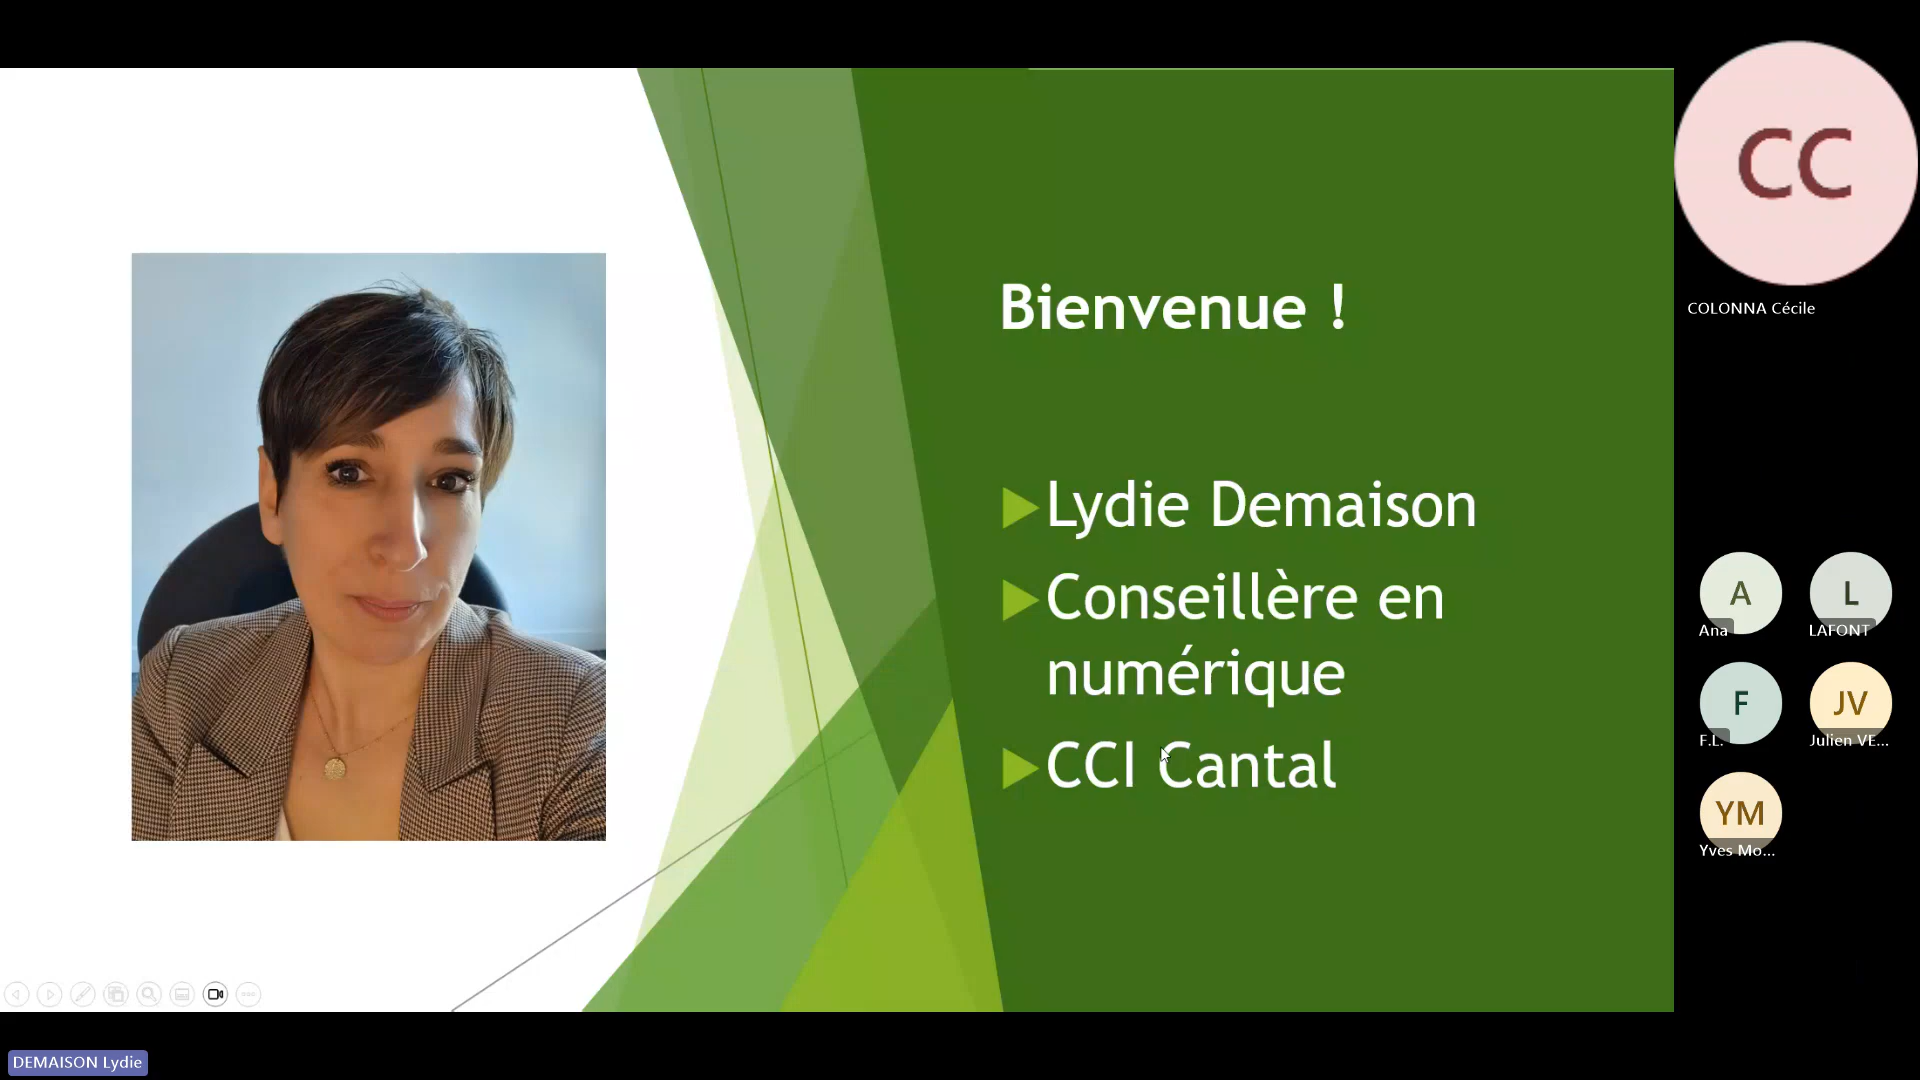 Bienvenue !
Lydie Demaison
Conseillère en
numérique
CCI Cantal
CC
COLONNA Cécile
A
Ana
L
LAFONT
F
F.L.
JV
Julien VE...
YM
Yves Mo...
DEMAISON Lydie